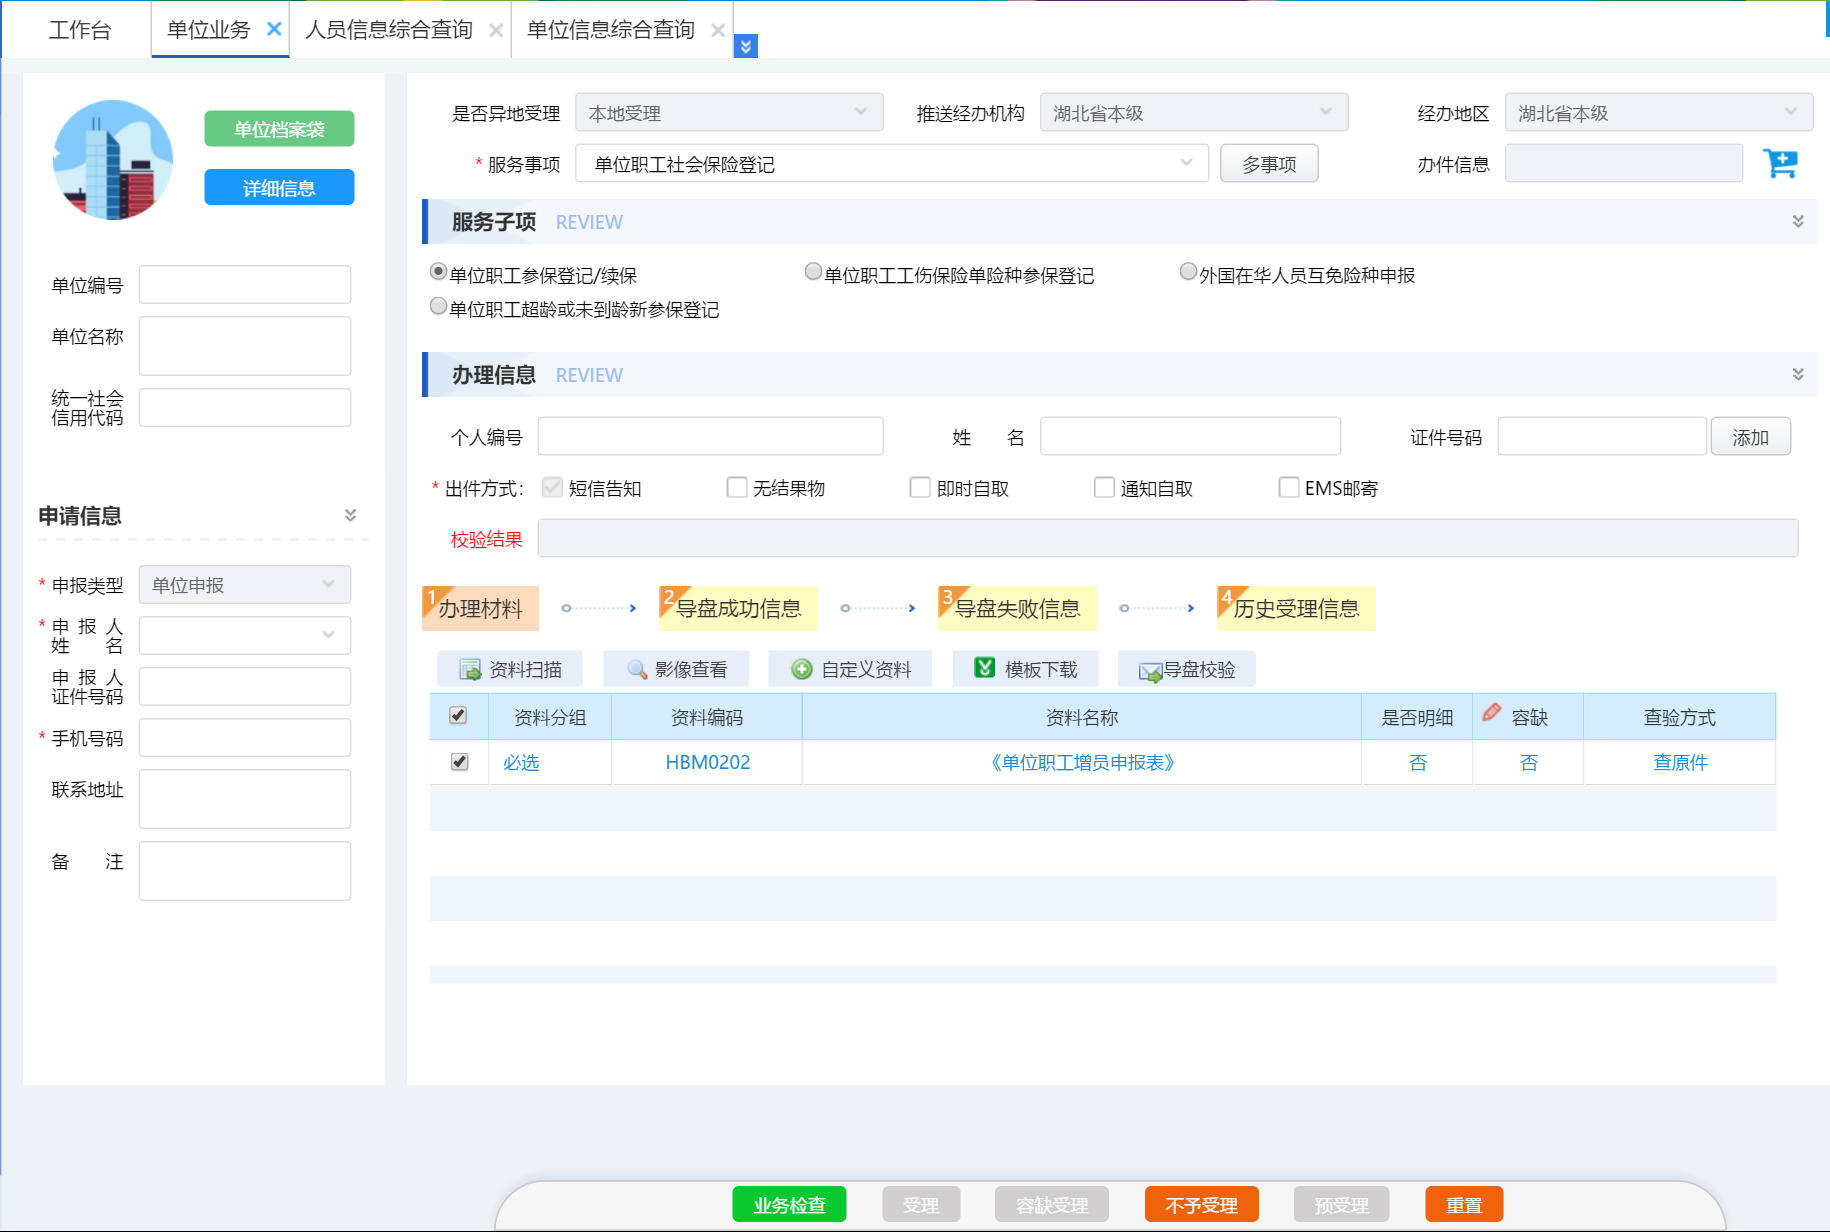 工作台 单位业务 人员信息综合查询 单位信息综合查询
单位档案袋
详细信息
单位编号
单位名称
统一社会
信用代码
申请信息
* 申报类型 单位申报
* 申报人
姓名
申报人
证件号码
* 手机号码
联系地址
备注
是否异地受理 本地受理 推送经办机构 湖北省本级 经办地区 湖北省本级
* 服务事项 单位职工社会保险登记 多事项 办件信息
服务子项 REVIEW
单位职工参保登记/续保 单位职工工伤保险单险种参保登记 外国在华人员互免险种申报
单位职工超龄或未到龄新参保登记
办理信息 REVIEW
个人编号 姓名 证件号码 添加
* 出件方式: 短信告知 无结果物 即时自取 通知自取 EMS邮寄
校验结果
1 办理材料 2 导盘成功信息 3 导盘失败信息 4 历史受理信息
资料扫描 影像查看 自定义资料 模板下载 导盘校验
资料分组 资料编码 资料名称 是否明细 容缺 查验方式
必选 HBM0202 《单位职工增员申报表》 否 否 查原件
业务检查 受理 容缺受理 不予受理 预受理 重置